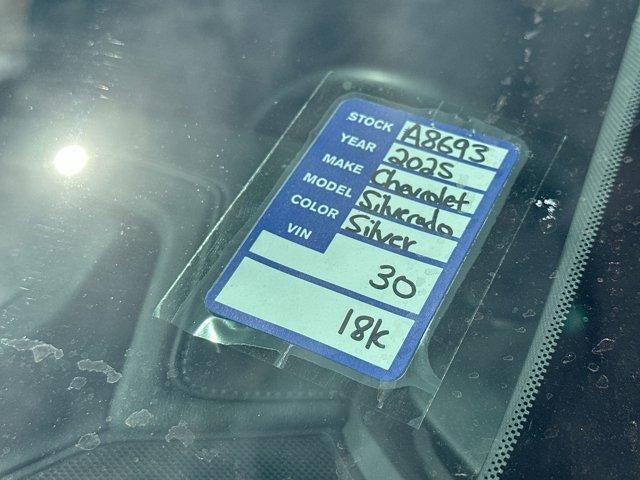 STOCK A8693
YEAR 2025
MAKE Chevrolet
MODEL Silverado
COLOR Silver
VIN
30
18k